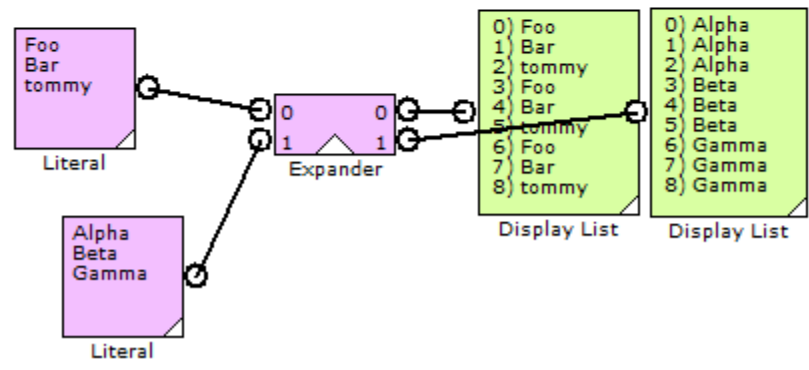 Foo
Bar
tommy
Literal
Alpha
Beta
Gamma
Literal
0 0
1 1
Expander
0) Foo
1) Bar
2) tommy
3) Foo
4) Bar
5) tommy
6) Foo
7) Bar
8) tommy
Display List
0) Alpha
1) Alpha
2) Alpha
3) Beta
4) Beta
5) Beta
6) Gamma
7) Gamma
8) Gamma
Display List